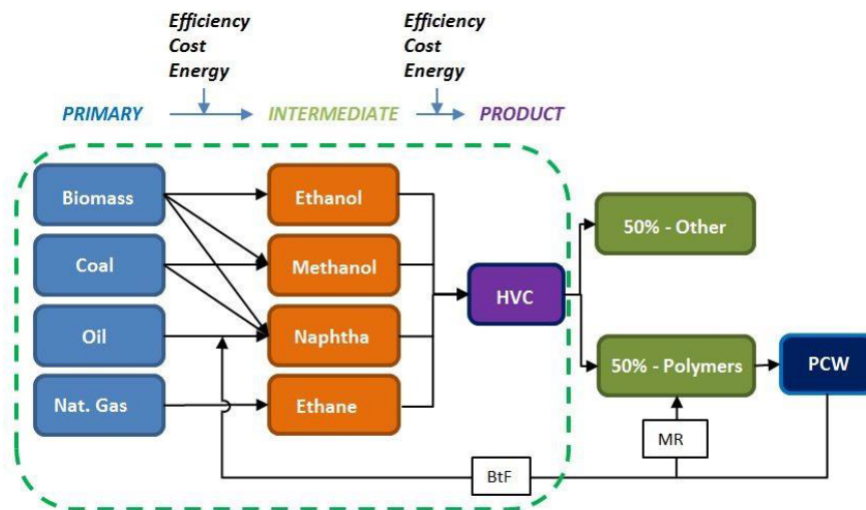 Efficiency
Cost
Energy
Efficiency
Cost
Energy
PRIMARY
INTERMEDIATE
PRODUCT
Biomass
Ethanol
50% - Other
Coal
Methanol
HVC
Oil
Naphtha
50% - Polymers
PCW
Nat. Gas
Ethane
MR
BtF